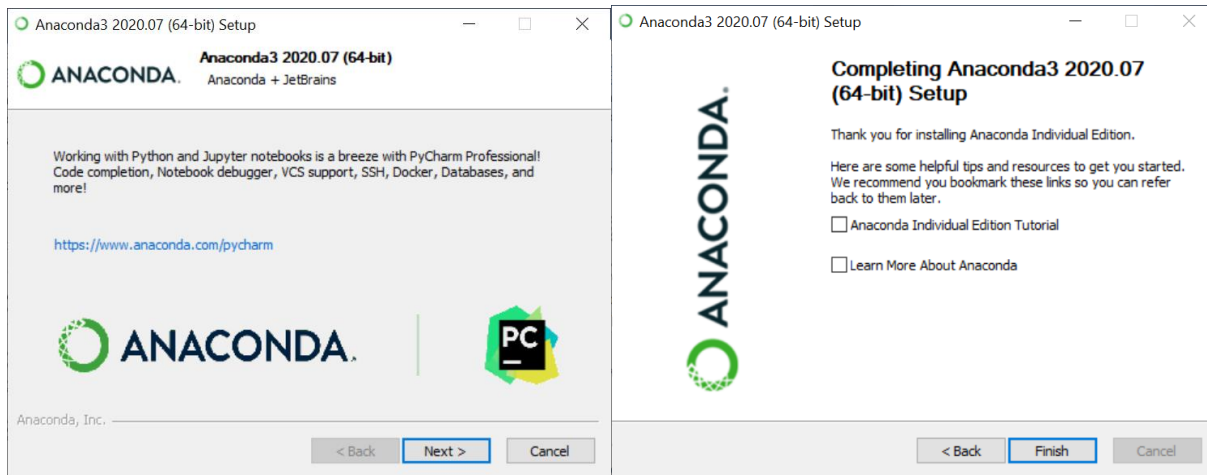 Anaconda3 2020.07 (64-bit) Setup
ANACONDA.
Anaconda3 2020.07 (64-bit)
Anaconda + JetBrains
Working with Python and Jupyter notebooks is a breeze with PyCharm Professional!
Code completion, Notebook debugger, VCS support, SSH, Docker, Databases, and
more!
https://www.anaconda.com/pycharm
ANACONDA.
PC
Anaconda, Inc.
< Back
Next >
Cancel
Anaconda3 2020.07 (64-bit) Setup
ANACONDA.
Completing Anaconda3 2020.07
(64-bit) Setup
Thank you for installing Anaconda Individual Edition.
Here are some helpful tips and resources to get you started.
We recommend you bookmark these links so you can refer
back to them later.
Anaconda Individual Edition Tutorial
Learn More About Anaconda
< Back
Finish
Cancel